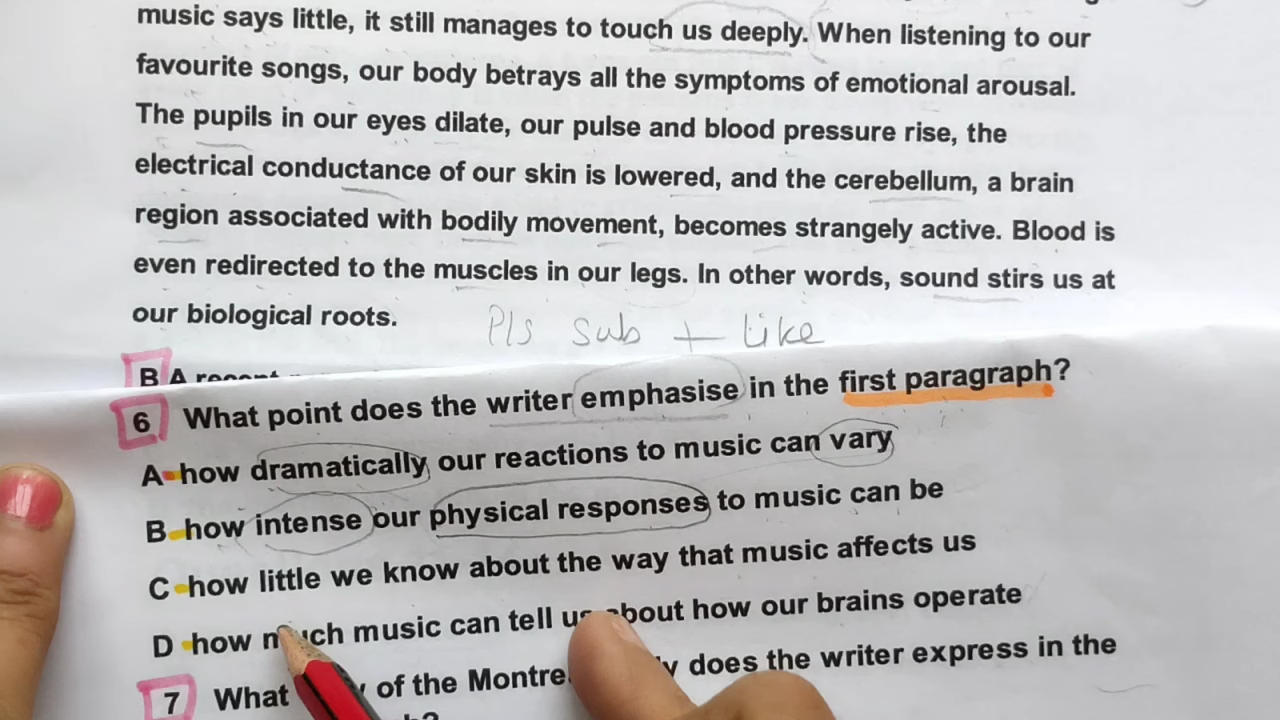 music says little, it still manages to touch us deeply. When listening to our
favourite songs, our body betrays all the symptoms of emotional arousal.
The pupils in our eyes dilate, our pulse and blood pressure rise, the
electrical conductance of our skin is lowered, and the cerebellum, a brain
region associated with bodily movement, becomes strangely active. Blood is
even redirected to the muscles in our legs. In other words, sound stirs us at
our biological roots.
Pls sub + like
B A recent
6 What point does the writer emphasise in the first paragraph?
A how dramatically our reactions to music can vary
B how intense our physical responses to music can be
C how little we know about the way that music affects us
D how much music can tell us about how our brains operate
7 What of the does the writer express in the